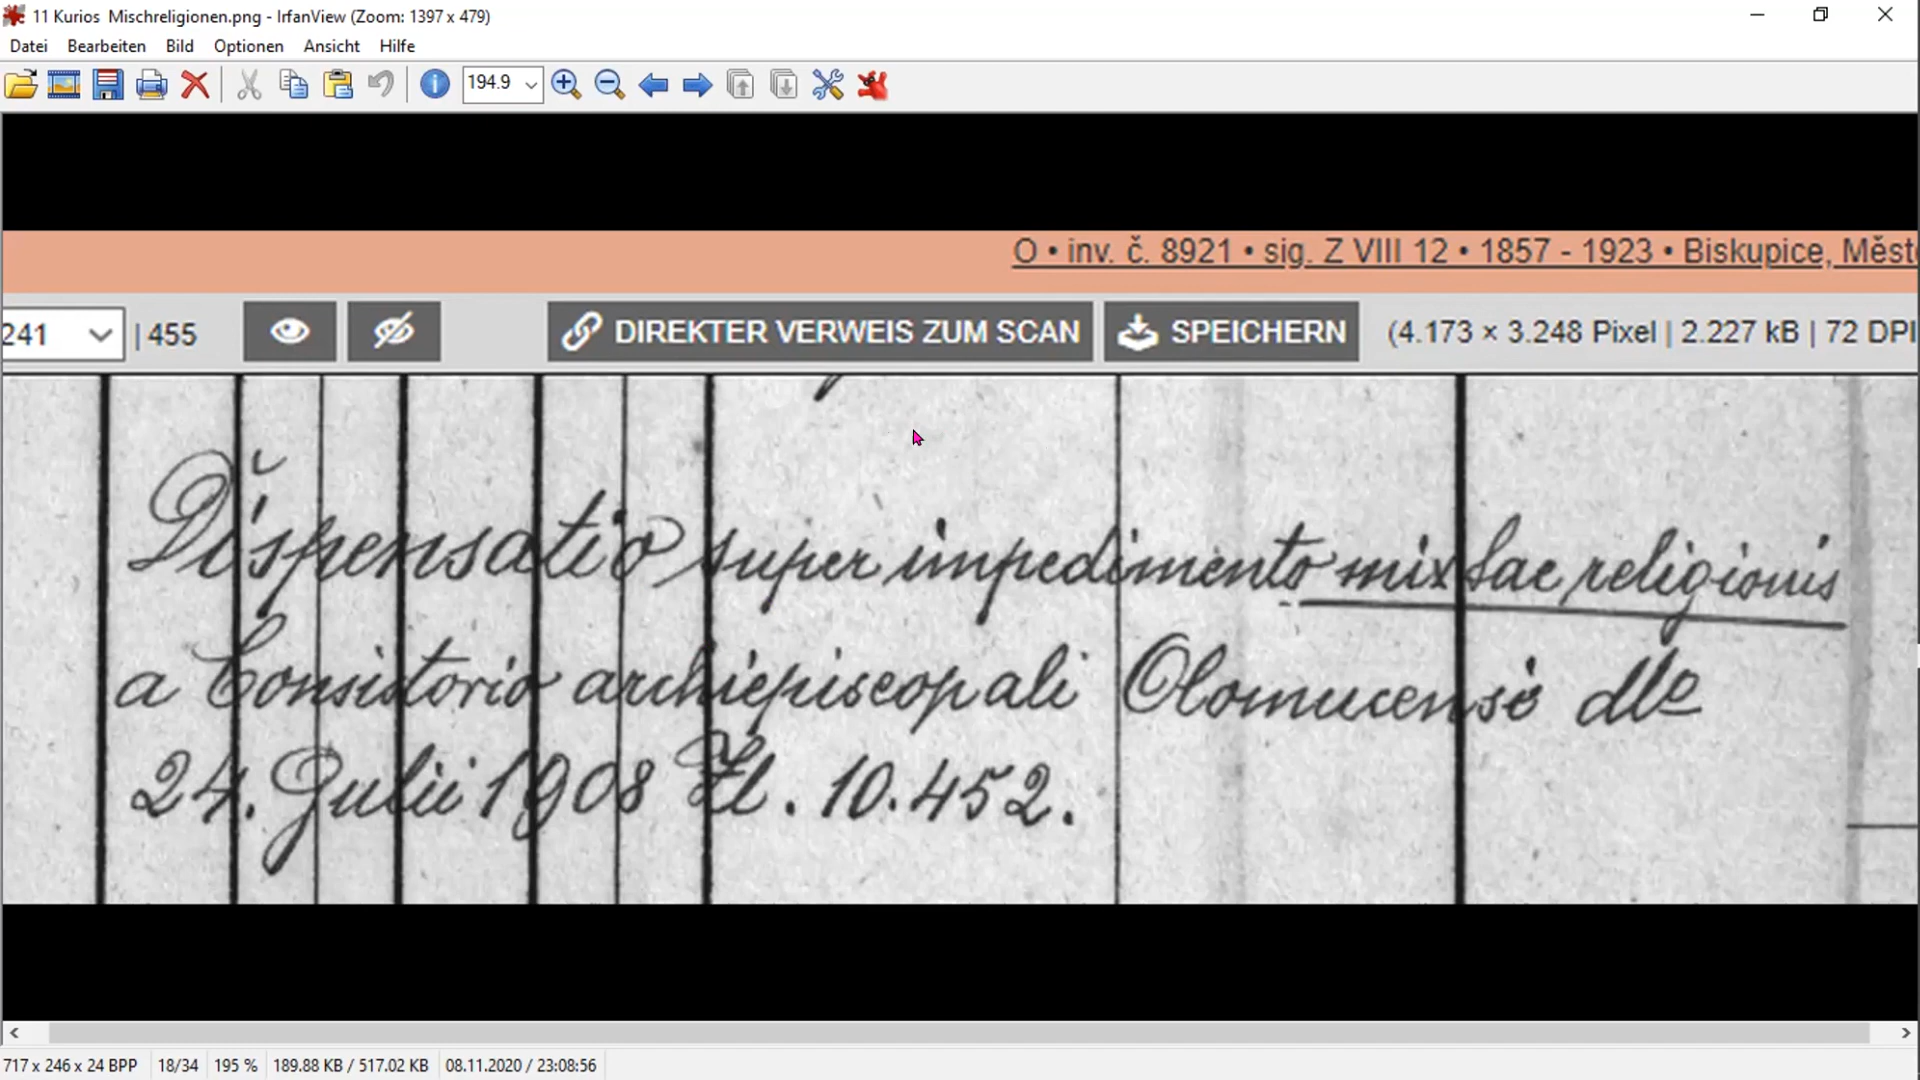 11 Kurios  Mischreligionen.png - IrfanView (Zoom: 1397 x 479)
Datei Bearbeiten Bild Optionen Ansicht Hilfe
194.9
O • inv. č. 8921 • sig. Z VIII 12 • 1857 - 1923 • Biskupice, Měst
241 | 455 DIREKTER VERWEIS ZUM SCAN SPEICHERN (4.173 × 3.248 Pixel | 2.227 kB | 72 DPI
Dispensatio super impedimento mixtae religionis
a Consistorio archiepiscopali Olomucensi dto
24. Julii 1908 Zl. 10.452.
717 x 246 x 24 BPP 18/34 195 % 189.88 KB / 517.02 KB 08.11.2020 / 23:08:56